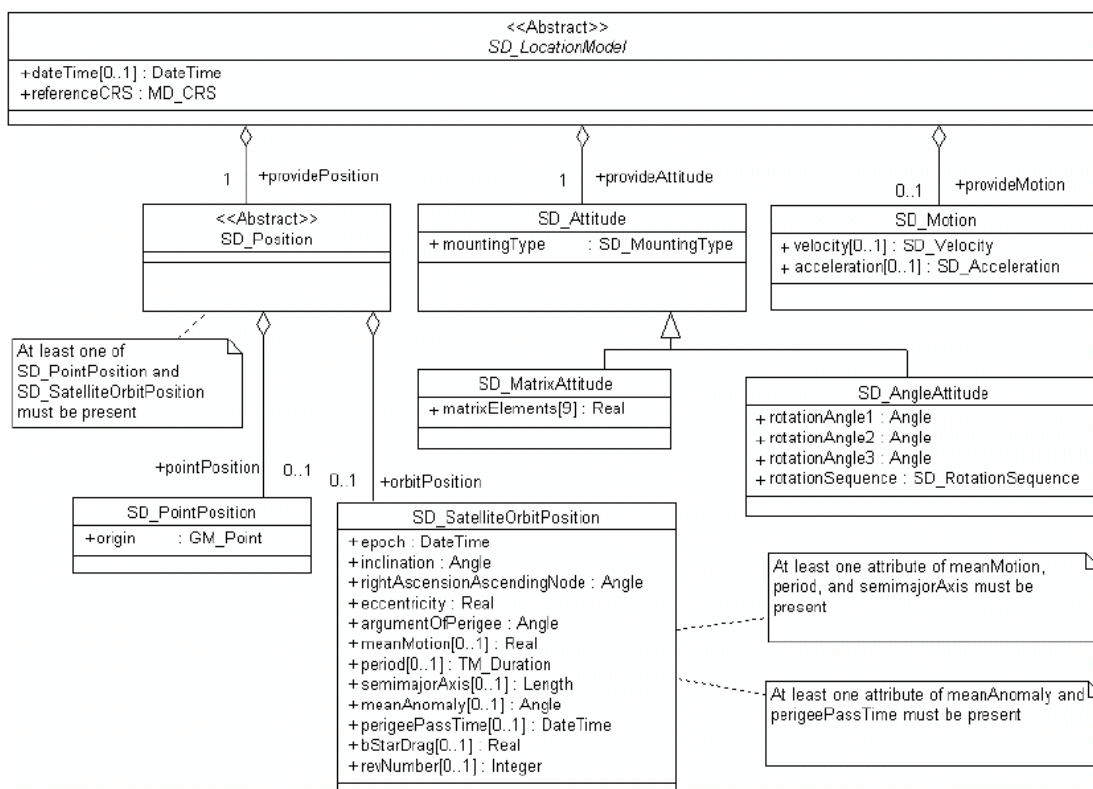 <<Abstract>>
SD_LocationModel
+dateTime[0..1] : DateTime
+referenceCRS : MD_CRS
1
+providePosition
1
+provideAttitude
0..1
+provideMotion
<<Abstract>>
SD_Position
SD_Attitude
+ mountingType : SD_MountingType
SD_Motion
+ velocity[0..1] : SD_Velocity
+ acceleration[0..1] : SD_Acceleration
At least one of
SD_PointPosition and
SD_SatelliteOrbitPosition
must be present
SD_MatrixAttitude
+ matrixElements[9] : Real
SD_AngleAttitude
+ rotationAngle1 : Angle
+ rotationAngle2 : Angle
+ rotationAngle3 : Angle
+ rotationSequence : SD_RotationSequence
+pointPosition
0..1
0..1
+orbitPosition
SD_PointPosition
+origin : GM_Point
SD_SatelliteOrbitPosition
+epoch : DateTime
+inclination : Angle
+rightAscensionAscendingNode : Angle
+eccentricity : Real
+argumentOfPerigee : Angle
+meanMotion[0..1] : Real
+period[0..1] : TM_Duration
+semimajorAxis[0..1] : Length
+meanAnomaly[0..1] : Angle
+perigeePassTime[0..1] : DateTime
+bStarDrag[0..1] : Real
+revNumber[0..1] : Integer
At least one attribute of meanMotion,
period, and semimajorAxis must be
present
At least one attribute of meanAnomaly and
perigeePassTime must be present